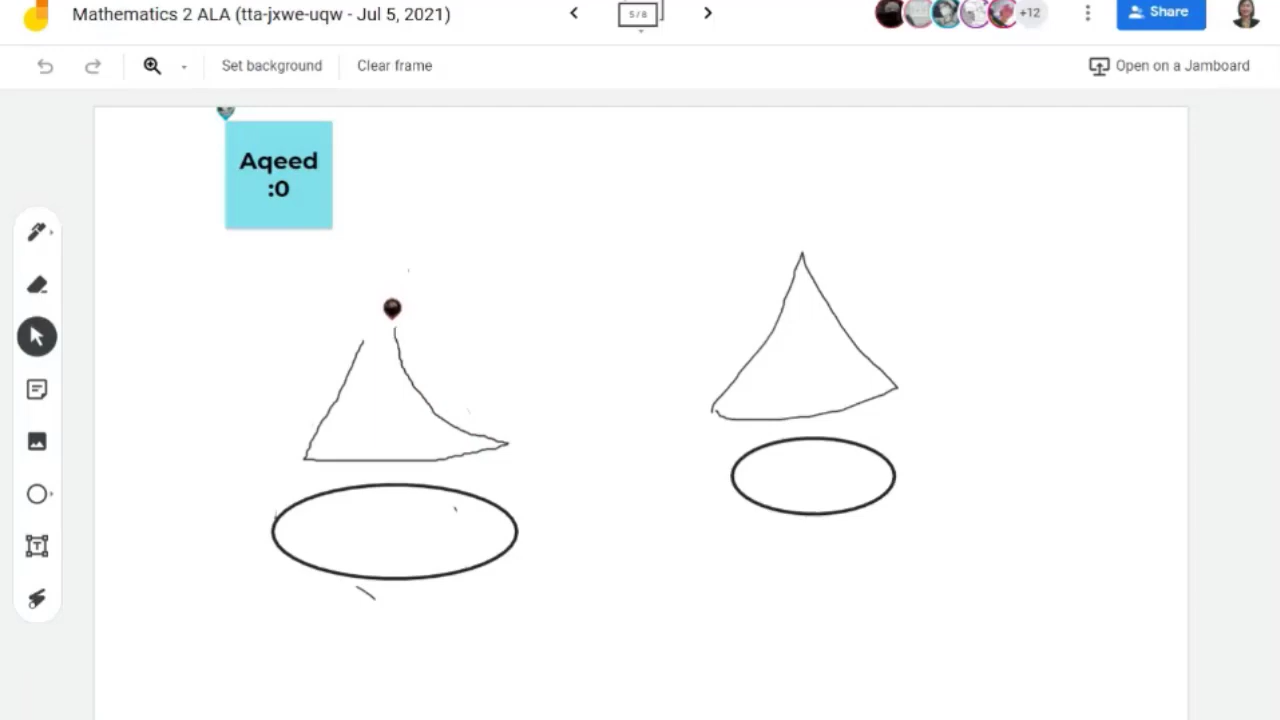 Mathematics 2 ALA (tta-jxwe-uqw - Jul 5, 2021)
5/8
+12
Share
Set background
Clear frame
Open on a Jamboard
Aqeed
:0
T